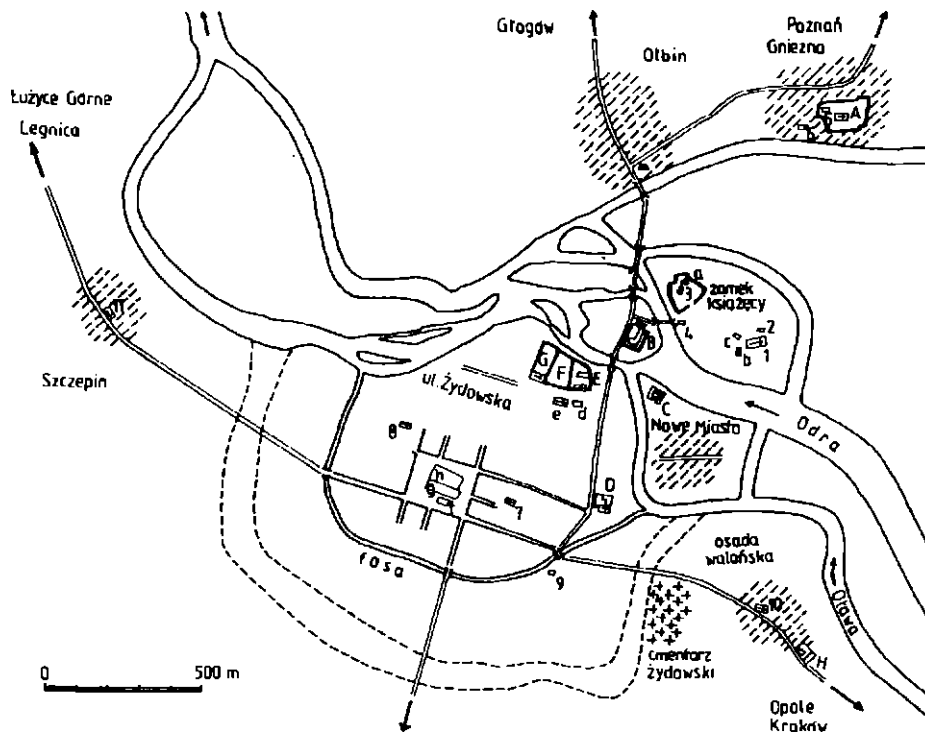 Głogów
Poznań
Gniezno
Ołbin
Łużyce Górne
Legnica
A
a
3
zamek
książęcy
11
B
4
2
c
b
1
Szczepin
G
F
E
ul. Żydowska
e
d
C
Nowe Miasto
Odra
8
n
D
7
osada
walońska
fosa
9
10
Oława
H
cmentarz
żydowski
0
500 m
Opole
Kraków